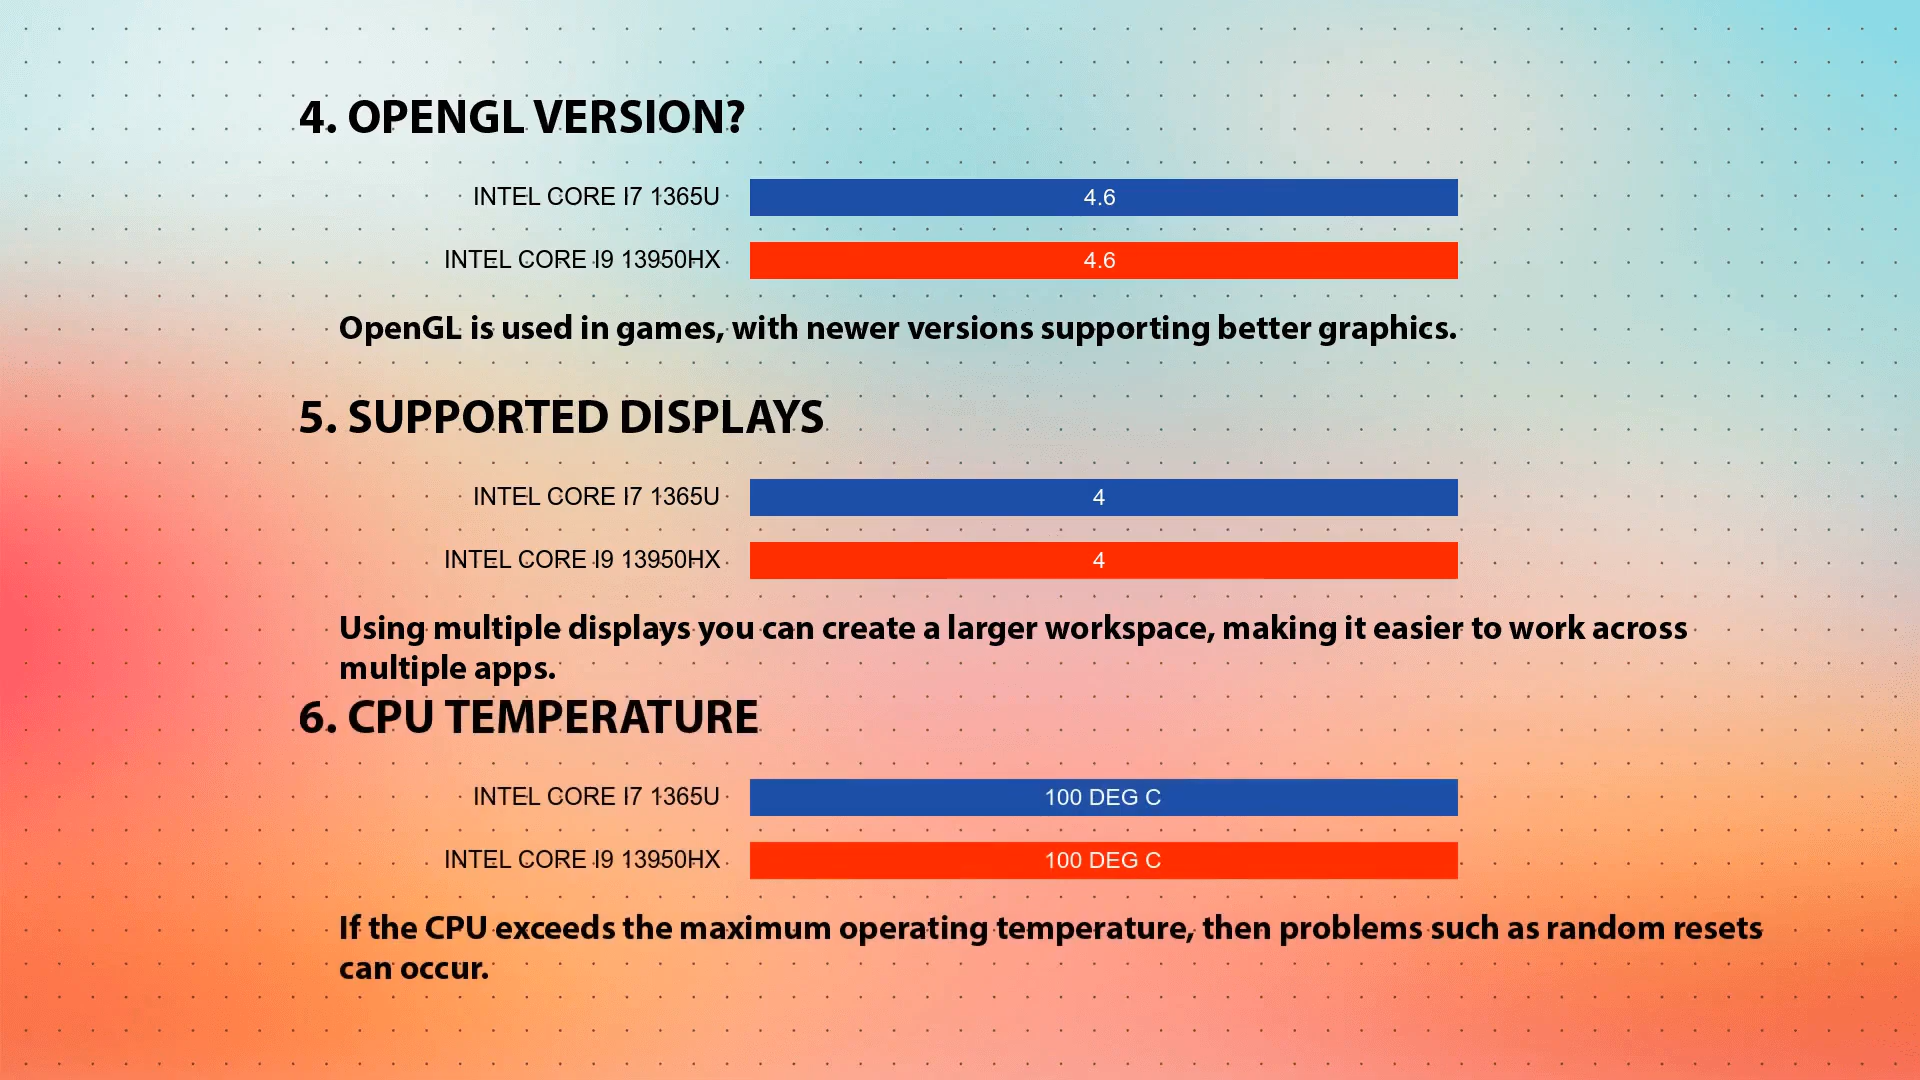 4. OPENGL VERSION?
INTEL CORE I7 1365U
4.6
INTEL CORE I9 13950HX
4.6
OpenGL is used in games, with newer versions supporting better graphics.
5. SUPPORTED DISPLAYS
INTEL CORE I7 1365U
4
INTEL CORE I9 13950HX
4
Using multiple displays you can create a larger workspace, making it easier to work across
multiple apps.
6. CPU TEMPERATURE
INTEL CORE I7 1365U
100 DEG C
INTEL CORE I9 13950HX
100 DEG C
If the CPU exceeds the maximum operating temperature, then problems such as random resets
can occur.